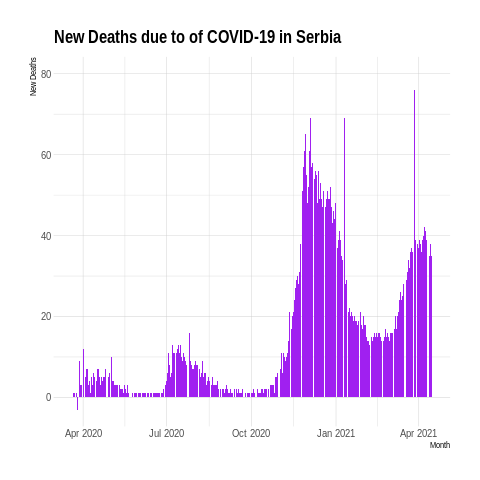 New Deaths due to of COVID-19 in Serbia
New Deaths
80
60
40
20
0
Apr 2020 Jul 2020 Oct 2020 Jan 2021 Apr 2021
Month